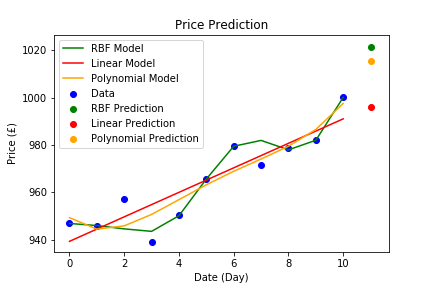 Price Prediction
RBF Model
Linear Model
Polynomial Model
Data
RBF Prediction
Linear Prediction
Polynomial Prediction
1020
1000
980
960
940
Price (£)
0 2 4 6 8 10
Date (Day)